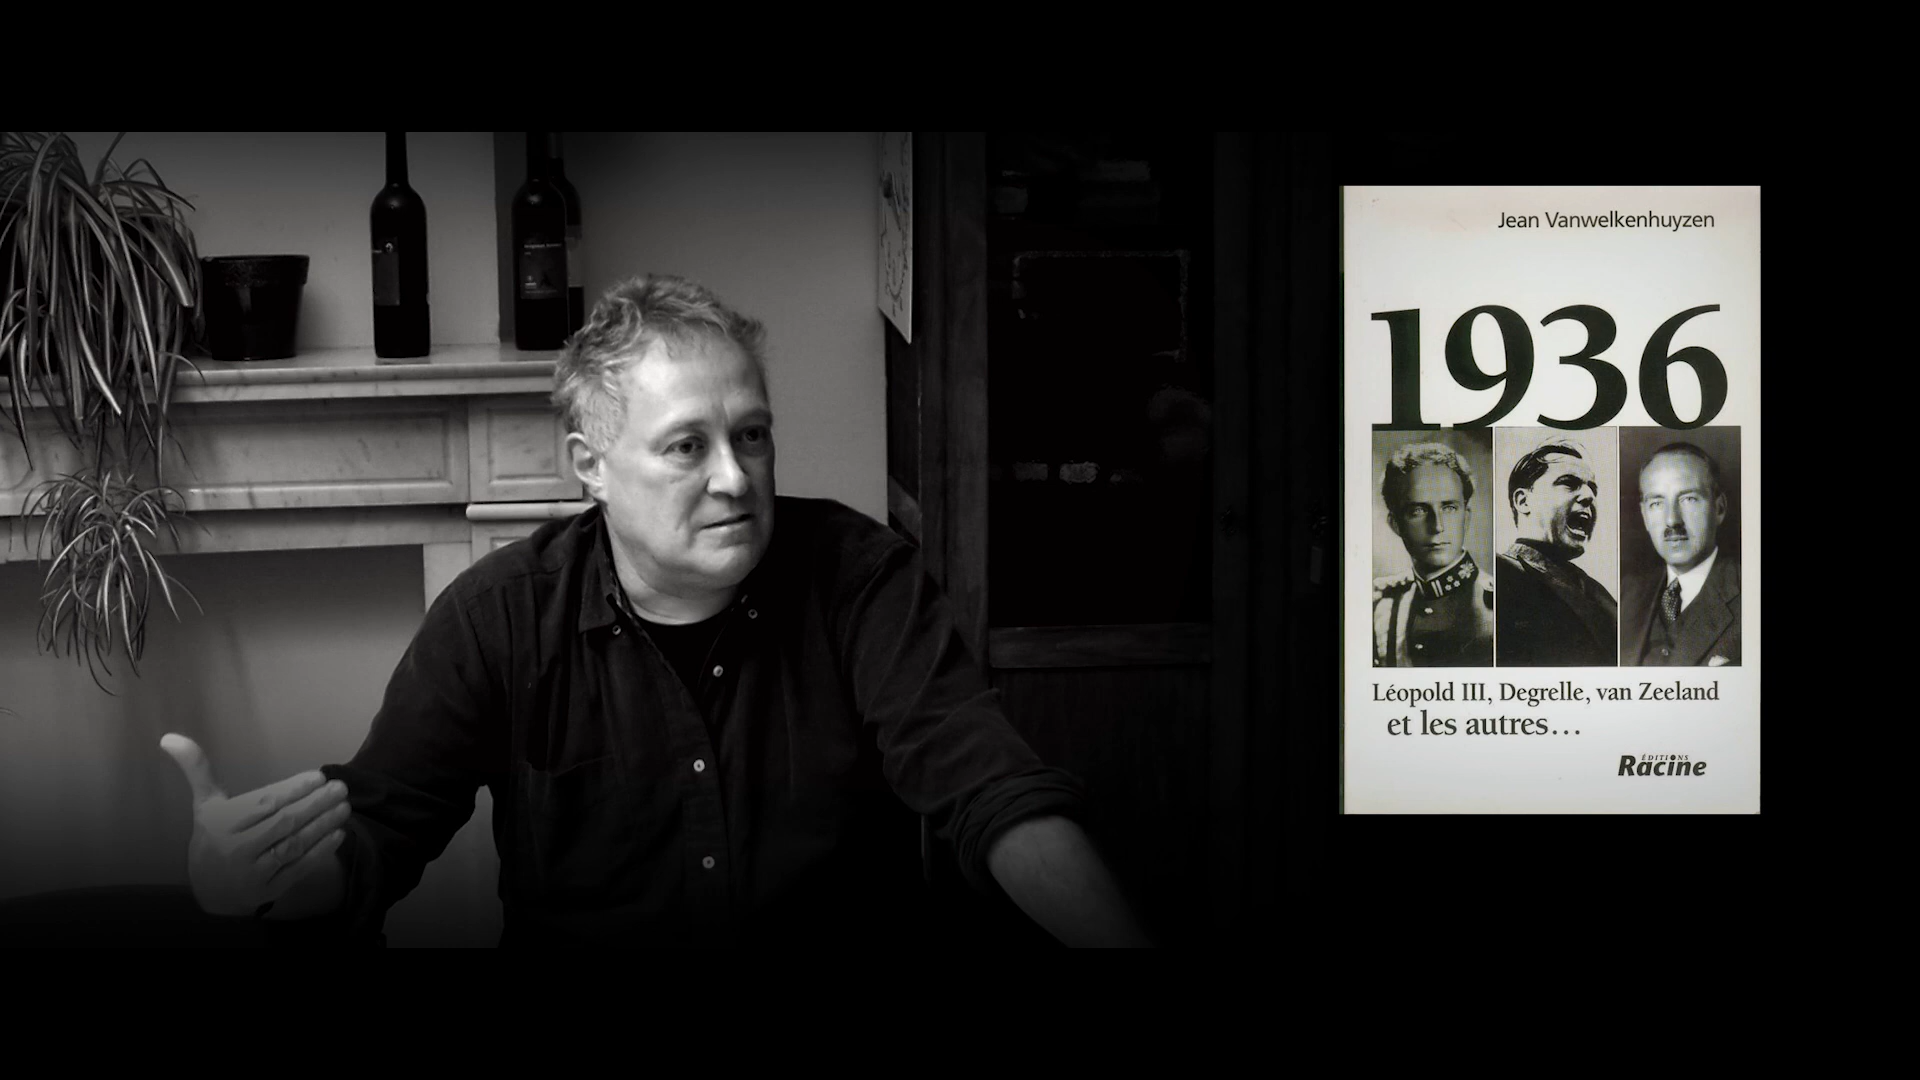 Jean Vanwelkenhuyzen
1936
Léopold III, Degrelle, van Zeeland
et les autres…
ÉDITIONS
Racine